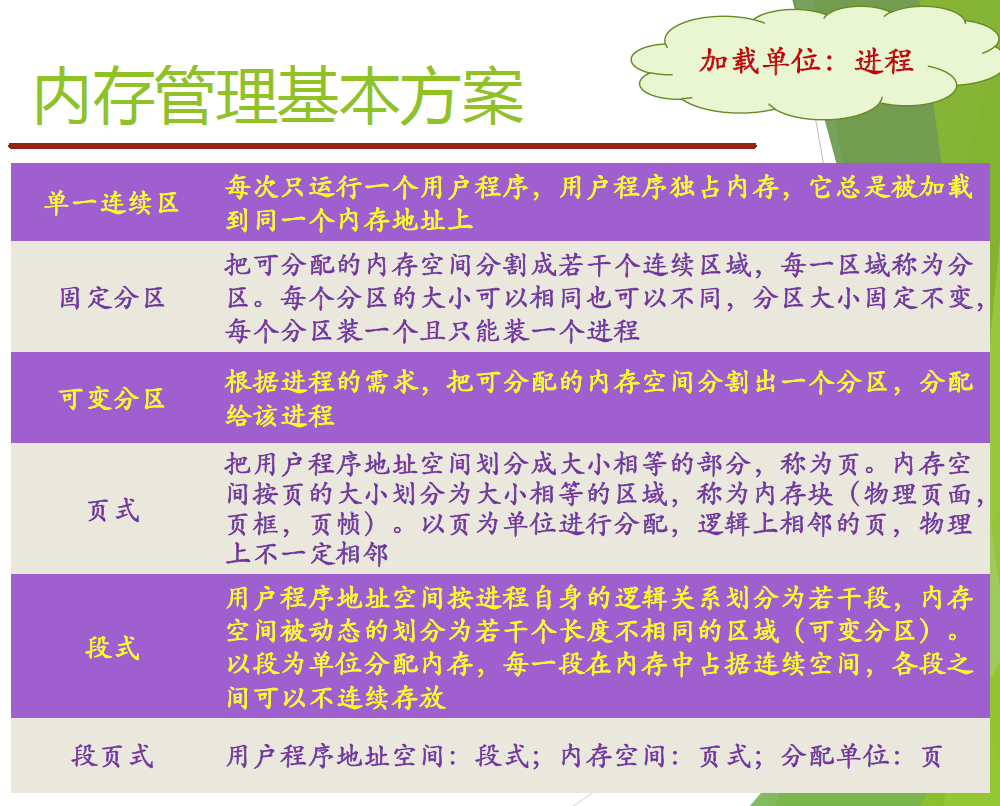 加载单位：进程
内存管理基本方案
单一连续区
每次只运行一个用户程序，用户程序独占内存，它总是被加载
到同一个内存地址上
固定分区
把可分配的内存空间分割成若干个连续区域，每一区域称为分
区。每个分区的大小可以相同也可以不同，分区大小固定不变，
每个分区装一个且只能装一个进程
可变分区
根据进程的需求，把可分配的内存空间分割出一个分区，分配
给该进程
页式
把用户程序地址空间划分成大小相等的部分，称为页。内存空
间按页的大小划分为大小相等的区域，称为内存块（物理页面，
页框，页帧）。以页为单位进行分配，逻辑上相邻的页，物理
上不一定相邻
段式
用户程序地址空间按进程自身的逻辑关系划分为若干段，内存
空间被动态的划分为若干个长度不相同的区域（可变分区）。
以段为单位分配内存，每一段在内存中占据连续空间，各段之
间可以不连续存放
段页式
用户程序地址空间：段式；内存空间：页式；分配单位：页